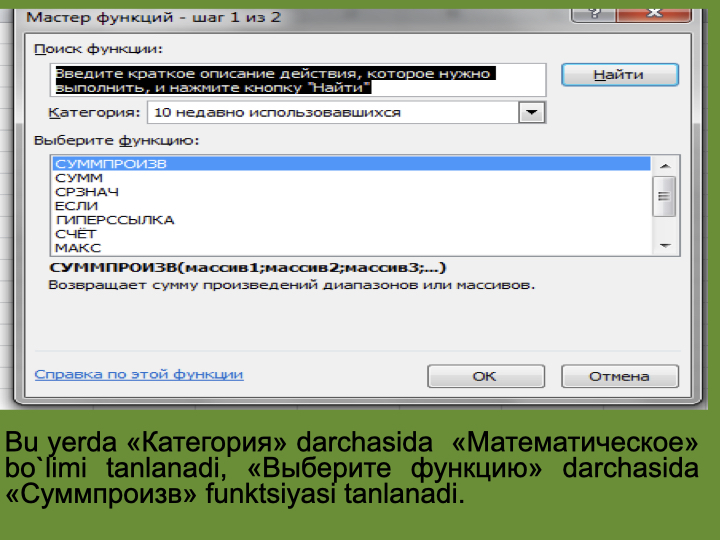 Мастер функций - шаг 1 из 2
?
Поиск функции:
Введите краткое описание действия, которое нужно
выполнить, и нажмите кнопку "Найти"
Найти
Категория:
10 недавно использовавшихся
Выберите функцию:
СУММПРОИЗВ
СУММ
СРЗНАЧ
ЕСЛИ
ГИПЕРССЫЛКА
СЧЁТ
МАКС
СУММПРОИЗВ(массив1;массив2;массив3;...)
Возвращает сумму произведений диапазонов или массивов.
Справка по этой функции
ОК
Отмена
Bu yerda «Категория» darchasida «Математическое»
bo`limi tanlanadi, «Выберите функцию» darchasida
«Суммпроизв» funktsiyasi tanlanadi.